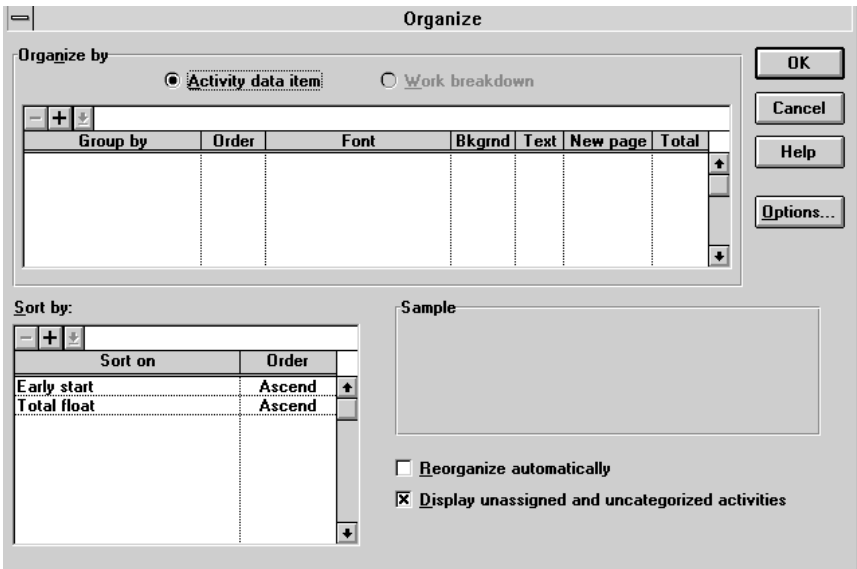 Organize
Organize by
Activity data item Work breakdown
Group by Order Font Bkgrnd Text New page Total
OK
Cancel
Help
Options...
Sort by:
Sort on Order
Early start Ascend
Total float Ascend
Sample
Reorganize automatically
Display unassigned and uncategorized activities